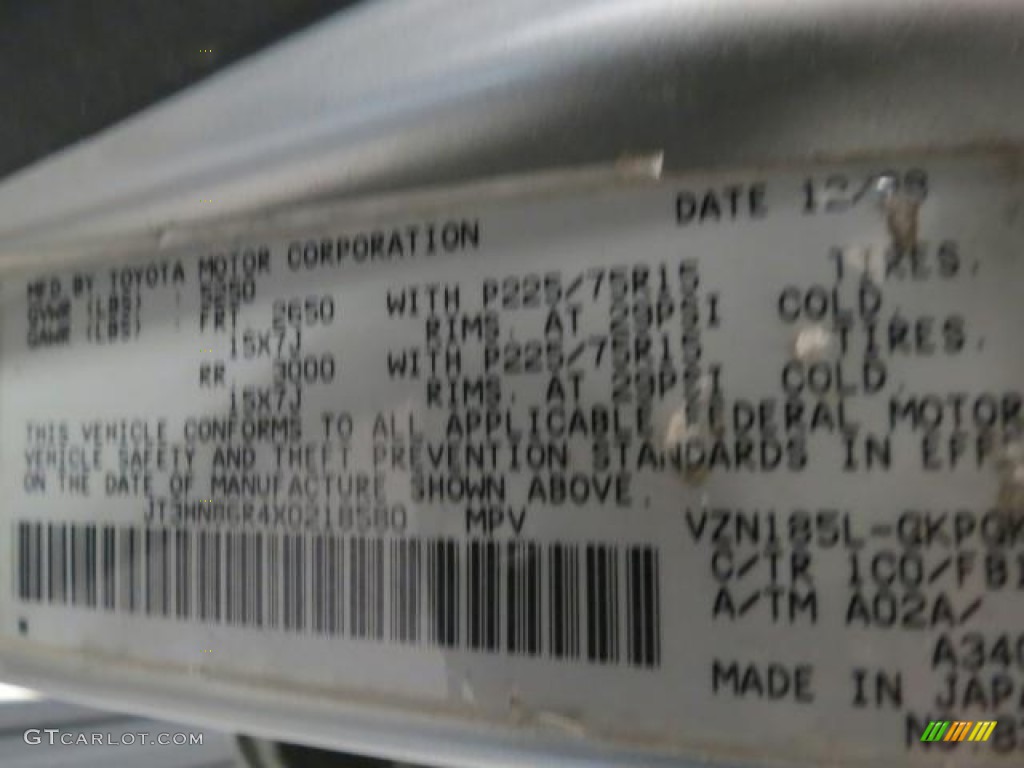 DATE 12/98
MFD BY TOYOTA MOTOR CORPORATION
GVWR (LBS) : 5250
GAWR (LBS) : FRT 2650 WITH P225/75R15 TIRES.
15X7J RIMS. AT 29PSI COLD.
RR 3000 WITH P225/75R15 TIRES.
15X7J RIMS. AT 29PSI COLD.
THIS VEHICLE CONFORMS TO ALL APPLICABLE FEDERAL MOTOR
VEHICLE SAFETY AND THEFT PREVENTION STANDARDS IN EFF
ON THE DATE OF MANUFACTURE SHOWN ABOVE.
JT3HN86R4X0218580 MPV VZN185L-GKPGK
C/TR 1C0/FB1
A/TM A02A/
A340
MADE IN JAPA
GTCARLOT.COM